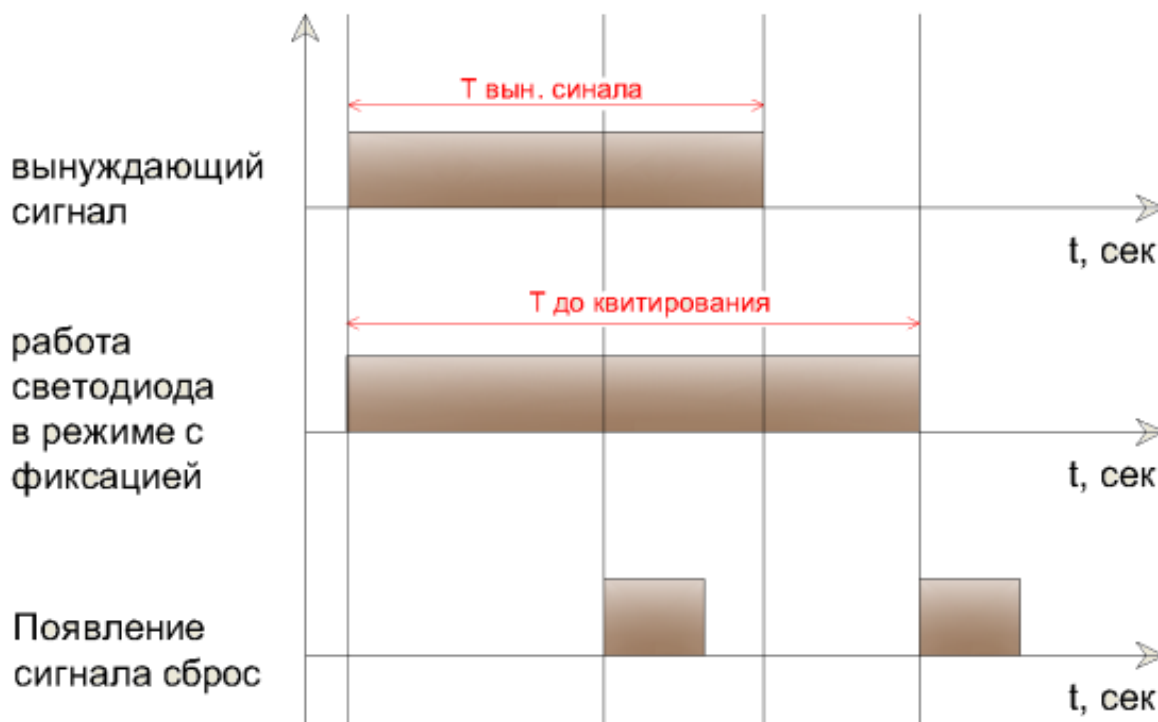 Т вын. синала
вынуждающий
сигнал
t, сек
Т до квитирования
работа
светодиода
в режиме с
фиксацией
t, сек
Появление
сигнала сброс
t, сек